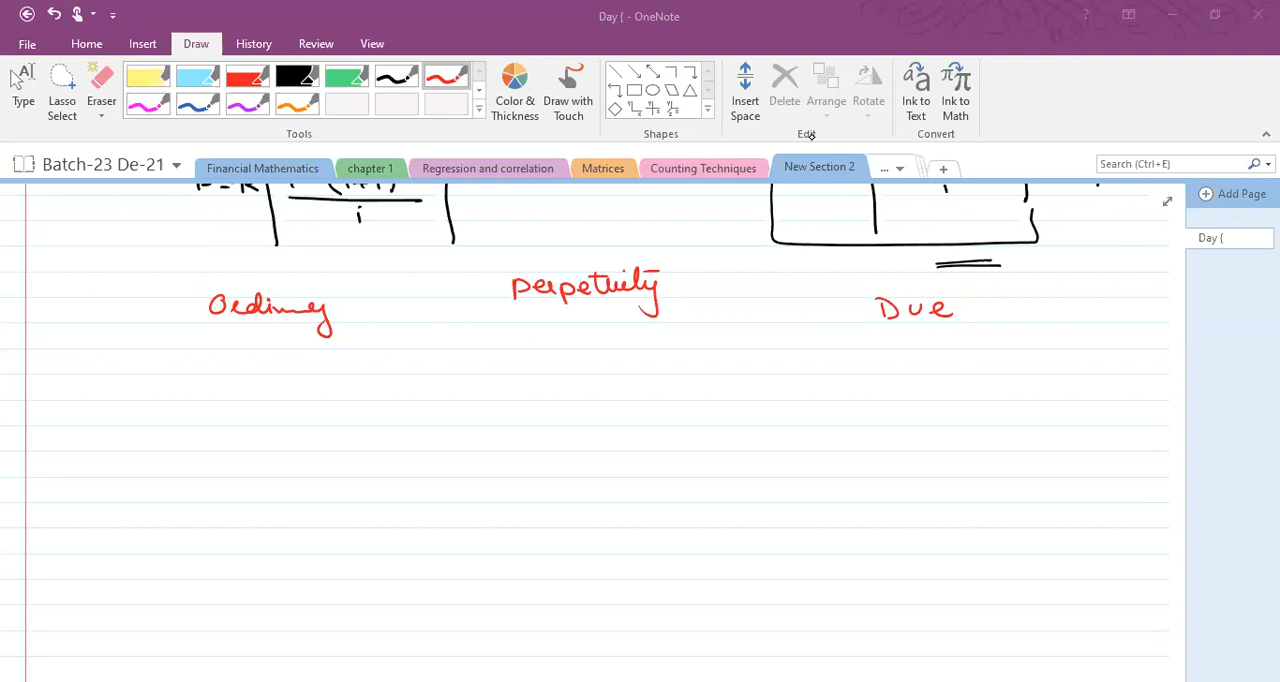 Day { - OneNote
?
File Home Insert Draw History Review View
Type
Lasso Select
Eraser
Color & Thickness
Draw with Touch
Insert Space
Delete
Arrange
Rotate
Ink to Text
Ink to Math
Tools
Shapes
Edit
Convert
Batch-23 De-21
Financial Mathematics
chapter 1
Regression and correlation
Matrices
Counting Techniques
New Section 2
...
Search (Ctrl+E)
Add Page
Day {
i
Ordinary
Perpetuity
Due